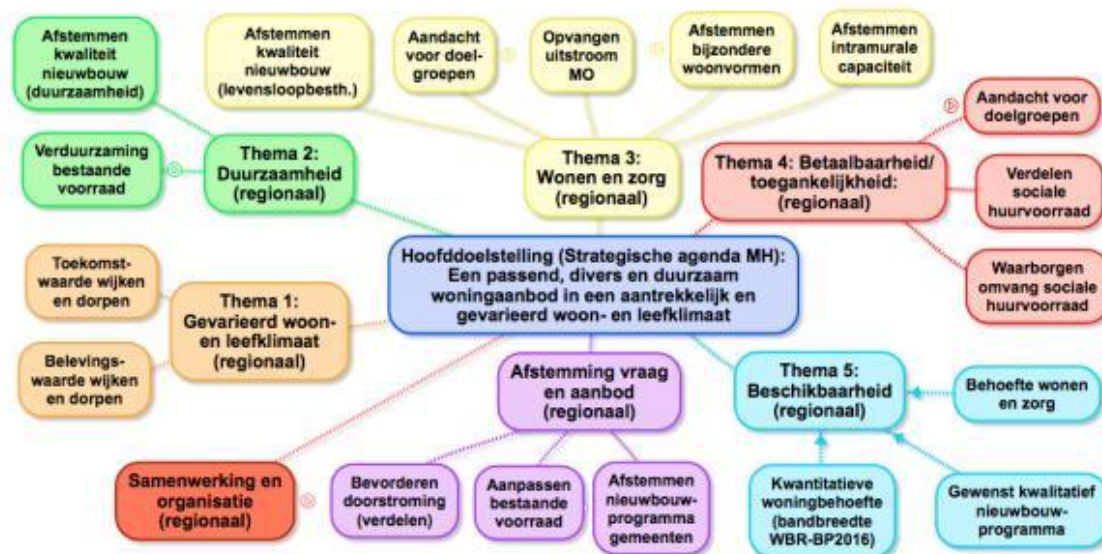 Afstemmen
kwaliteit
nieuwbouw
(duurzaamheid)
Afstemmen
kwaliteit
nieuwbouw
(levensloopbesth.)
Aandacht
voor doel-
groepen
Opvangen
uitstroom
MO
Afstemmen
bijzondere
woonvormen
Afstemmen
intramurale
capaciteit
Aandacht voor
doelgroepen
Verduurzaming
bestaande
voorraad
Thema 2:
Duurzaamheid
(regionaal)
Thema 3:
Wonen en zorg
(regionaal)
Thema 4: Betaalbaarheid/
toegankelijkheid:
(regionaal)
Verdelen
sociale
huurvoorraad
Toekomst-
waarde wijken
en dorpen
Thema 1:
Gevarieerd woon-
en leefklimaat
(regionaal)
Hoofddoelstelling (Strategische agenda MH):
Een passend, divers en duurzaam
woningaanbod in een aantrekkelijk en
gevarieerd woon- en leefklimaat
Waarborgen
omvang sociale
huurvoorraad
Belevings-
waarde wijken
en dorpen
Afstemming vraag
en aanbod
(regionaal)
Thema 5:
Beschikbaarheid
(regionaal)
Behoefte wonen
en zorg
Samenwerking en
organisatie
(regionaal)
Bevorderen
doorstroming
(verdelen)
Aanpassen
bestaande
voorraad
Afstemmen
nieuwbouw-
programma
gemeenten
Kwantitatieve
woningbehoefte
(bandbreedte
WBR-BP2016)
Gewenst kwalitatief
nieuwbouw-
programma